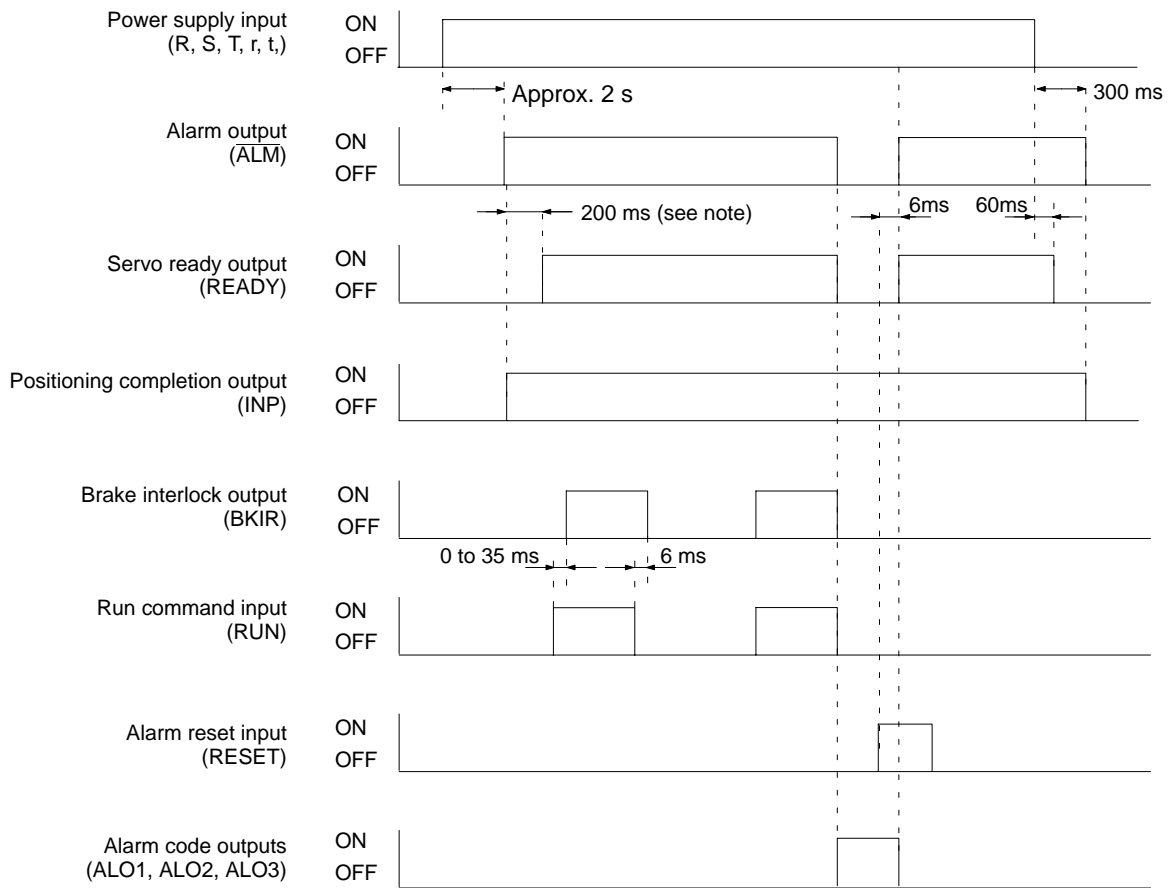 Power supply input
(R, S, T, r, t,)
ON
OFF
Approx. 2 s
300 ms
Alarm output
(ALM)
ON
OFF
200 ms (see note)
6ms
60ms
Servo ready output
(READY)
ON
OFF
Positioning completion output
(INP)
ON
OFF
Brake interlock output
(BKIR)
ON
OFF
0 to 35 ms
6 ms
Run command input
(RUN)
ON
OFF
Alarm reset input
(RESET)
ON
OFF
Alarm code outputs
(ALO1, ALO2, ALO3)
ON
OFF